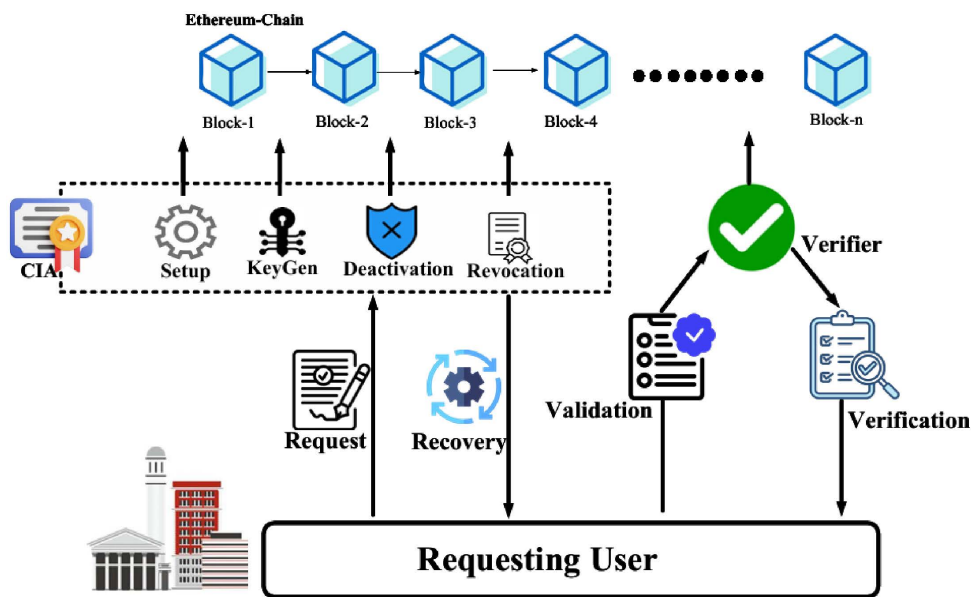 Ethereum-Chain
Block-1
Block-2
Block-3
Block-4
Block-n
CIA
Setup
KeyGen
Deactivation
Revocation
Verifier
Request
Recovery
Validation
Verification
Requesting User